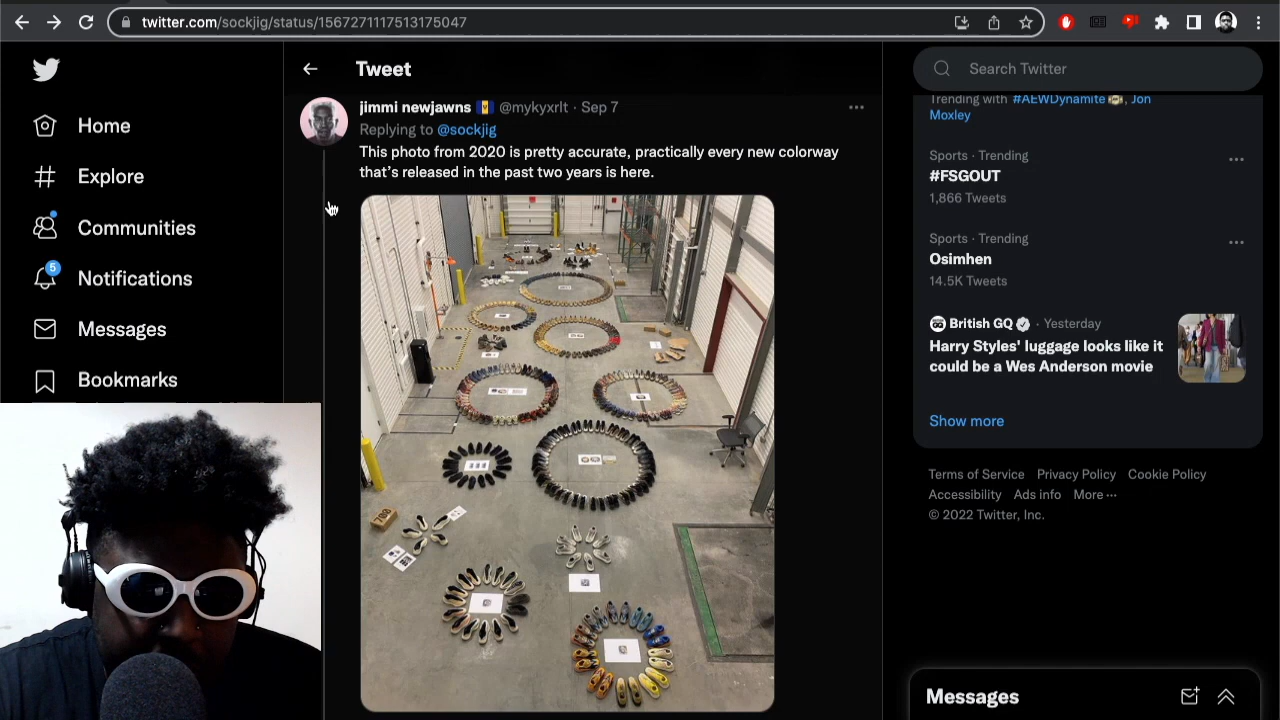 twitter.com/sockjig/status/1567271117513175047
Tweet
Search Twitter
Home
Explore
Communities
5
Notifications
Messages
Bookmarks
jimmi newjawns @mykyxrlt · Sep 7
Replying to @sockjig
This photo from 2020 is pretty accurate, practically every new colorway
that's released in the past two years is here.
700
Trending with #AEWDynamite, Jon
Moxley
Sports · Trending
#FSGOUT
1,866 Tweets
Sports · Trending
Osimhen
14.5K Tweets
British GQ · Yesterday
Harry Styles' luggage looks like it
could be a Wes Anderson movie
Show more
Terms of Service Privacy Policy Cookie Policy
Accessibility Ads info More ···
© 2022 Twitter, Inc.
Messages